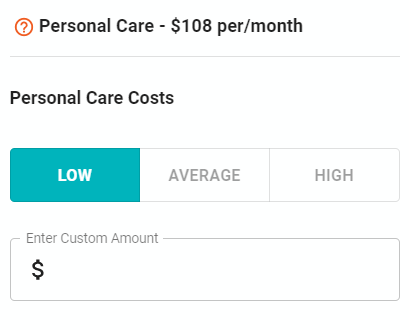 Personal Care - $108 per/month
Personal Care Costs
LOW AVERAGE HIGH
Enter Custom Amount
$